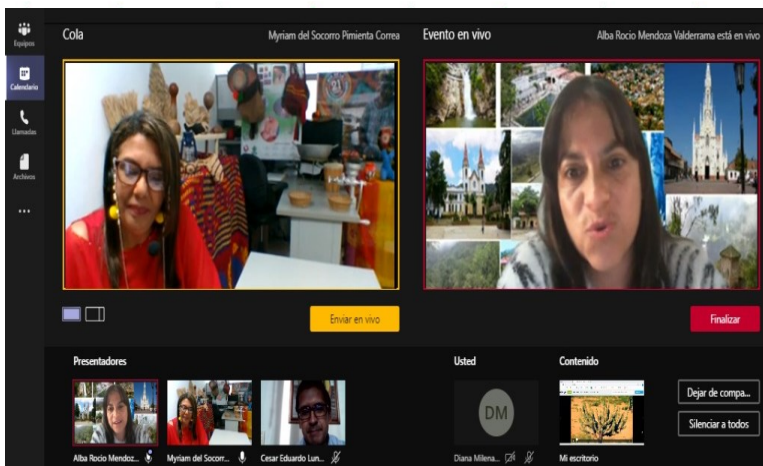 Equipos
Calendario
Llamadas
Archivos
...
Cola
Myriam del Socorro Pimienta Correa
Evento en vivo
Alba Rocio Mendoza Valderrama está en vivo
Enviar en vivo
Finalizar
Presentadores
Usted
Contenido
DM
Dejar de compa...
Silenciar a todos
Alba Rocio Mendoz...
Myriam del Socorr...
Cesar Eduardo Lun...
Diana Milena...
Mi escritorio